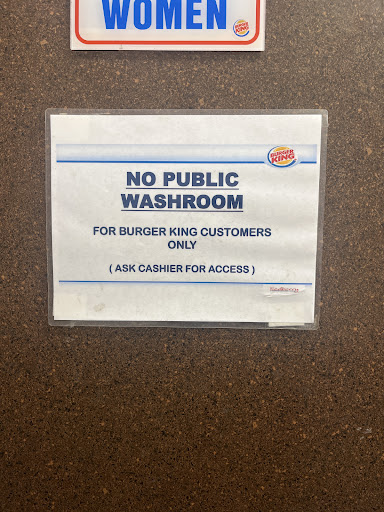 WOMEN
BURGER
KING
BURGER
KING
NO PUBLIC
WASHROOM
FOR BURGER KING CUSTOMERS
ONLY
( ASK CASHIER FOR ACCESS )